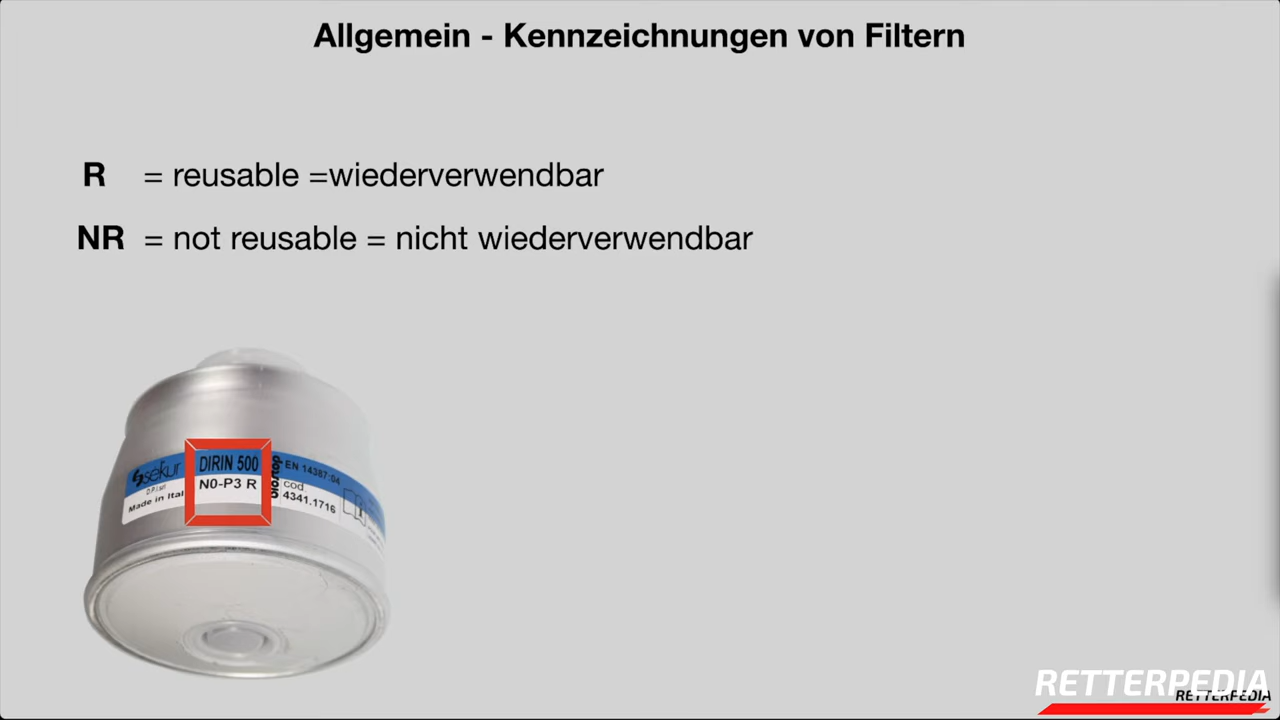 Allgemein - Kennzeichnungen von Filtern
R = reusable =wiederverwendbar
NR = not reusable = nicht wiederverwendbar
sekur
Made in Ital
DIRIN 500
N0-P3 R
biostop
EN 14387:04
cod
4341.1716
RETTERPEDIA
RETTERPEDIA